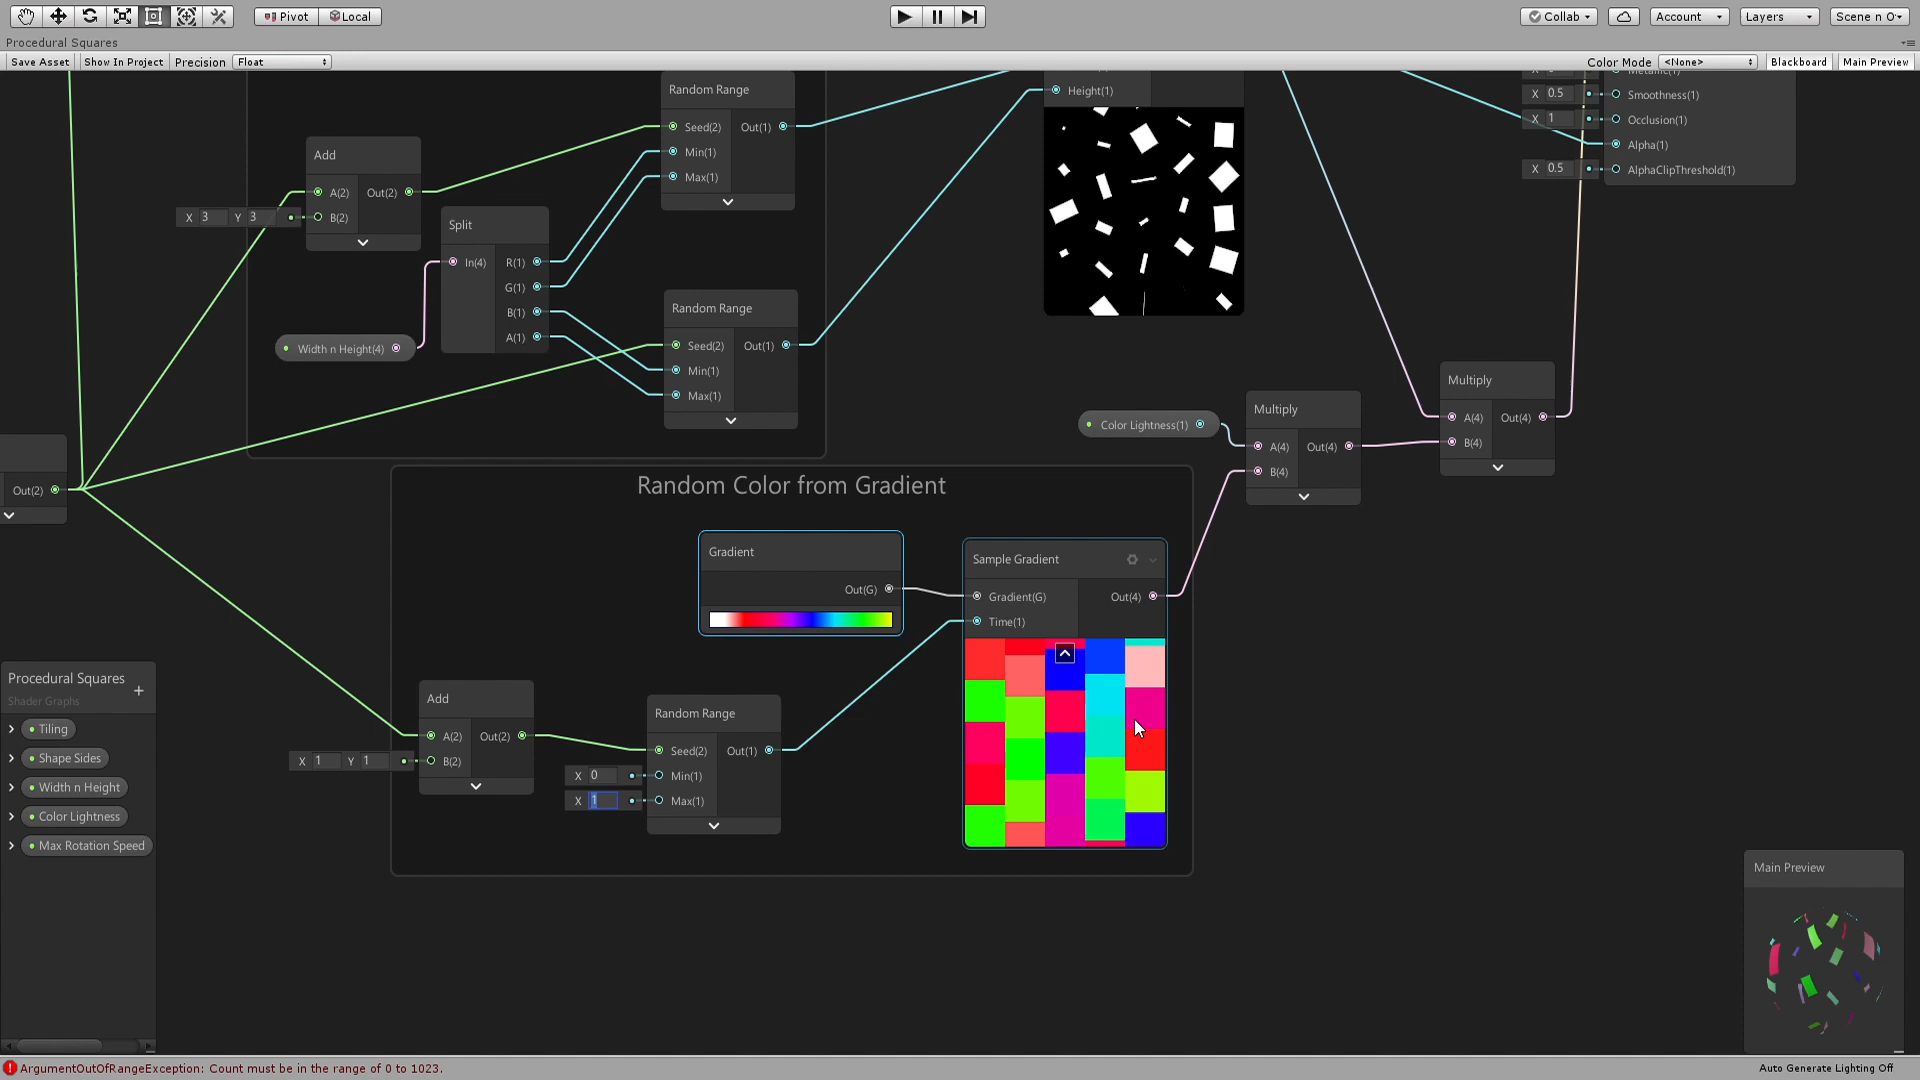 Pivot
Local
Collab
Account
Layers
Scene n O
Procedural Squares
Save Asset
Show In Project
Precision
Float
Color Mode
<None>
Blackboard
Main Preview
Random Range
Seed(2)
Out(1)
Min(1)
Max(1)
Height(1)
Metallic(1)
X 0.5
Smoothness(1)
X 1
Occlusion(1)
Alpha(1)
X 0.5
AlphaClipThreshold(1)
Add
A(2)
Out(2)
X 3 Y 3
B(2)
Split
In(4)
R(1)
G(1)
B(1)
A(1)
Width n Height(4)
Random Range
Seed(2)
Out(1)
Min(1)
Max(1)
Out(2)
Color Lightness(1)
Multiply
A(4)
Out(4)
B(4)
Multiply
A(4)
Out(4)
B(4)
Random Color from Gradient
Gradient
Out(G)
Sample Gradient
Gradient(G)
Out(4)
Time(1)
Add
A(2)
Out(2)
X 1 Y 1
B(2)
Random Range
Seed(2)
Out(1)
X 0
Min(1)
X 1
Max(1)
Procedural Squares
Shader Graphs
Tiling
Shape Sides
Width n Height
Color Lightness
Max Rotation Speed
Main Preview
ArgumentOutOfRangeException: Count must be in the range of 0 to 1023.
Auto Generate Lighting Off